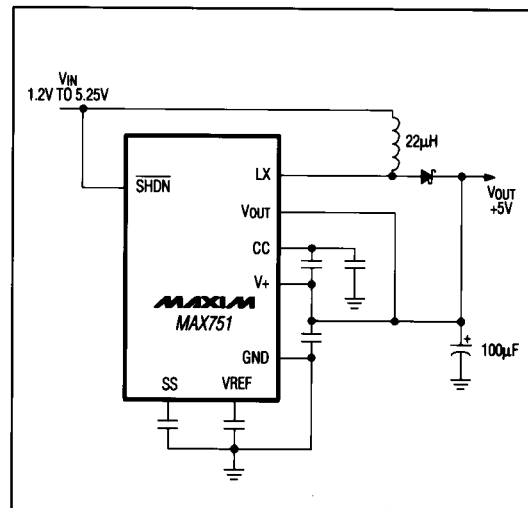 VIN
1.2V TO 5.25V
22µH
LX
SHDN
VOUT
+5V
VOUT
CC
V+
MAXIM
MAX751
GND
100µF
+
SS
VREF